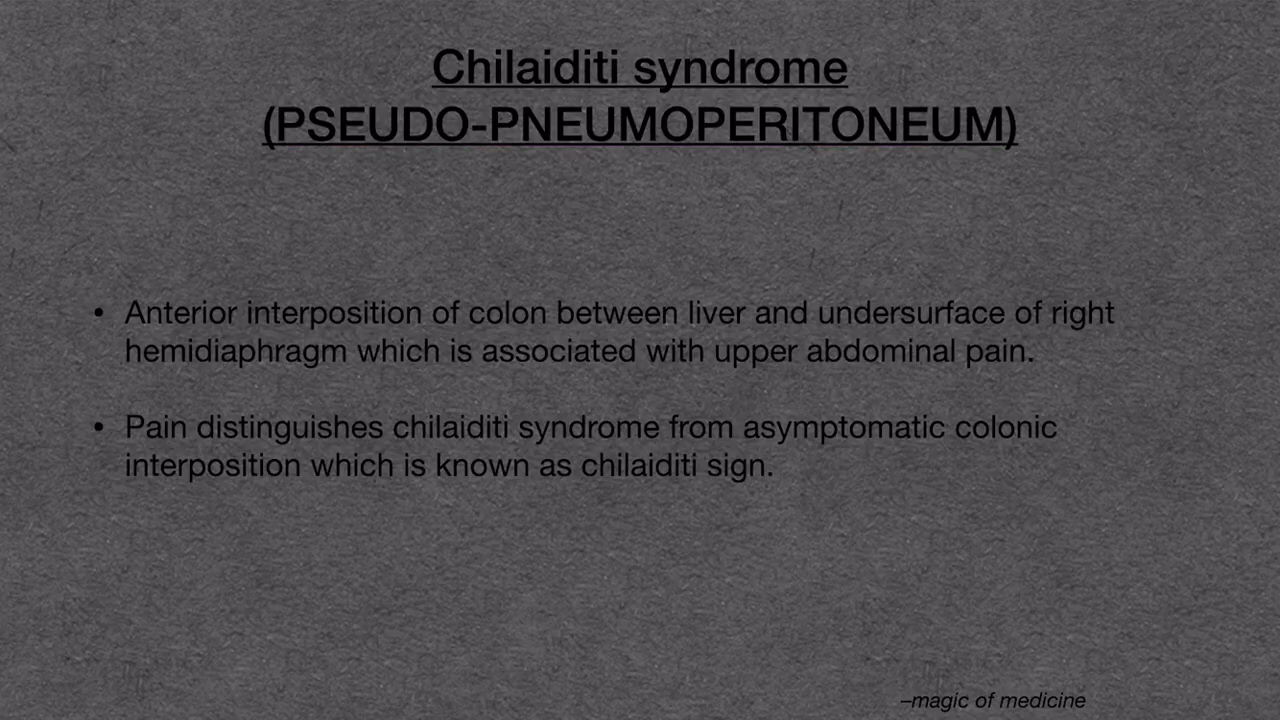 Chilaiditi syndrome
(PSEUDO-PNEUMOPERITONEUM)
• Anterior interposition of colon between liver and undersurface of right
hemidiaphragm which is associated with upper abdominal pain.
• Pain distinguishes chilaiditi syndrome from asymptomatic colonic
interposition which is known as chilaiditi sign.
–magic of medicine